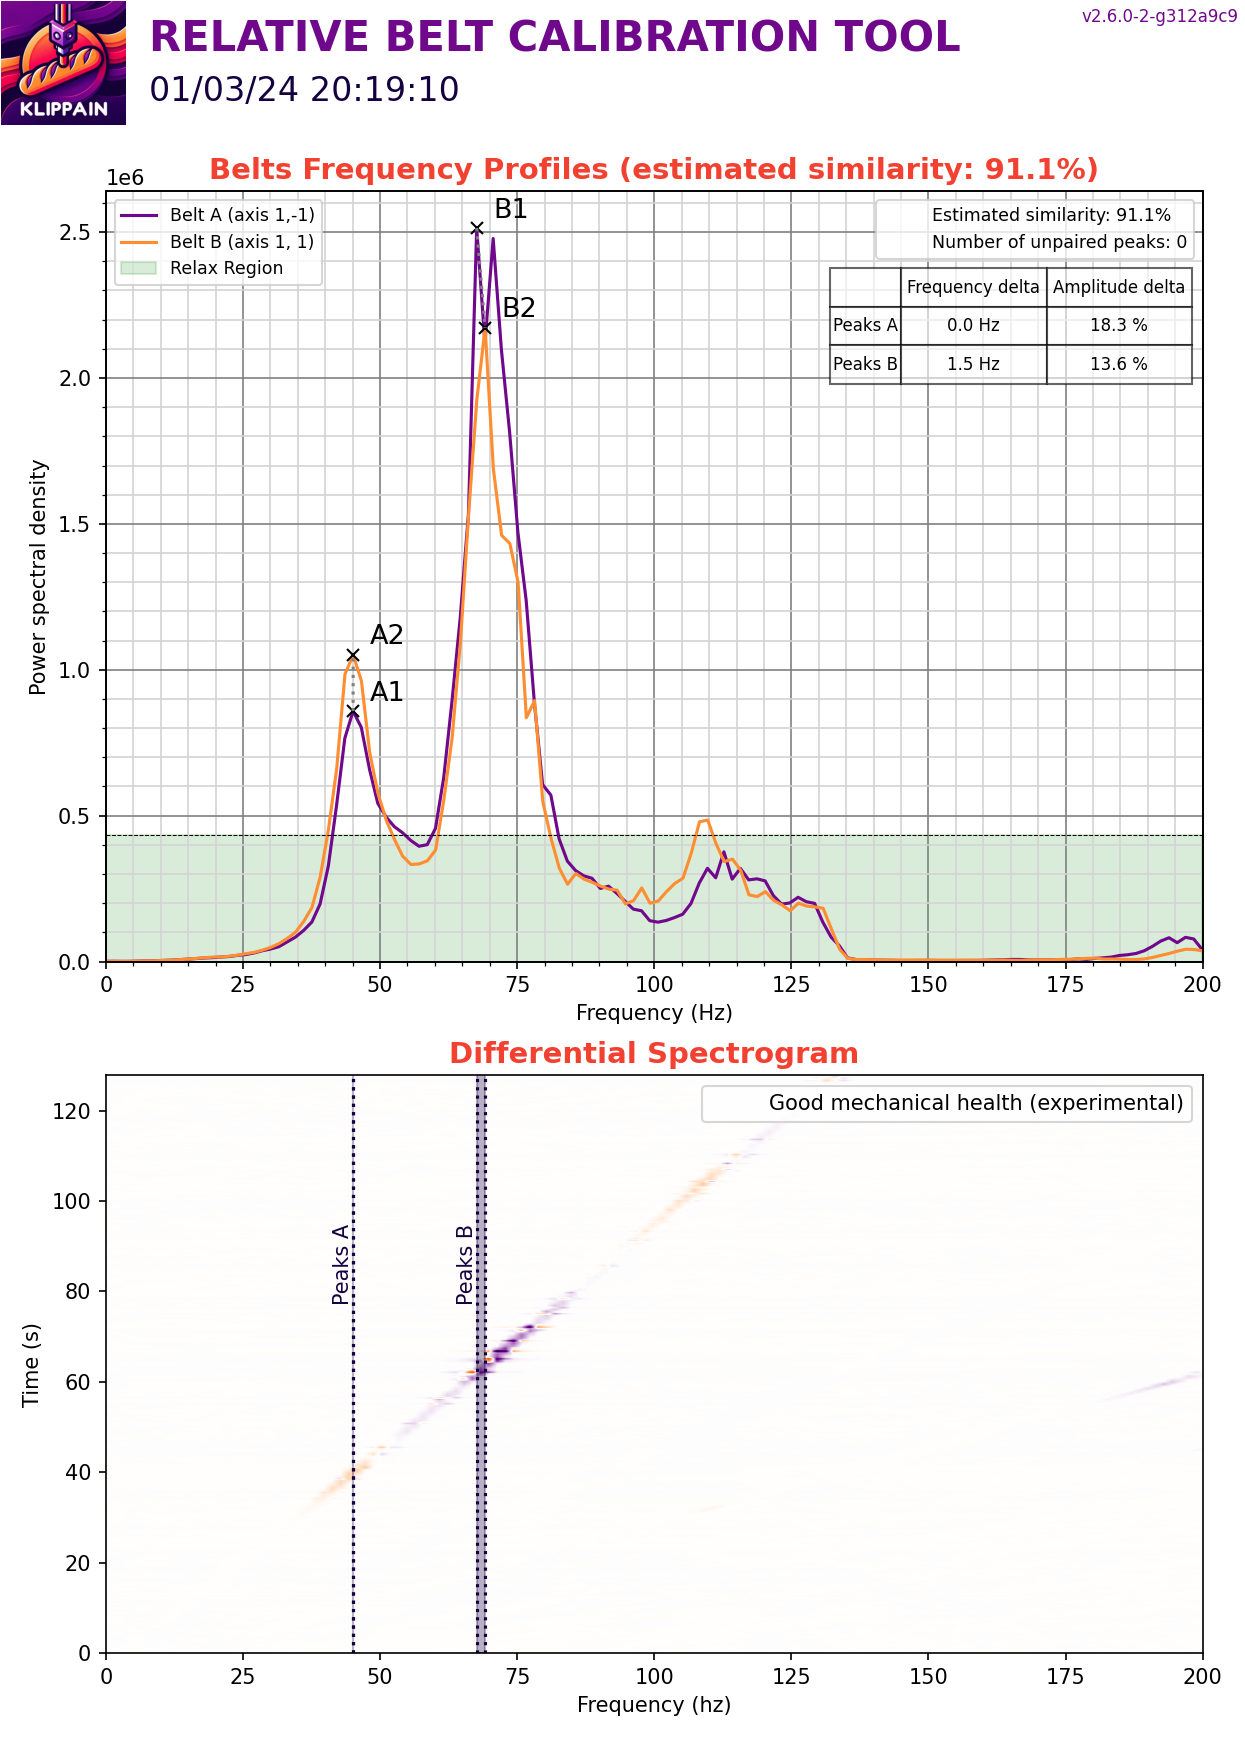 v2.6.0-2-g312a9c9
KLIPPAIN
RELATIVE BELT CALIBRATION TOOL
01/03/24 20:19:10
Belts Frequency Profiles (estimated similarity: 91.1%)
1e6
Belt A (axis 1,-1)
Belt B (axis 1, 1)
Relax Region
B1
B2
A2
A1
Estimated similarity: 91.1%
Number of unpaired peaks: 0
Frequency delta Amplitude delta
Peaks A 0.0 Hz 18.3 %
Peaks B 1.5 Hz 13.6 %
Power spectral density
2.5
2.0
1.5
1.0
0.5
0.0
0 25 50 75 100 125 150 175 200
Frequency (Hz)
Differential Spectrogram
Good mechanical health (experimental)
Peaks A
Peaks B
Time (s)
120
100
80
60
40
20
0
0 25 50 75 100 125 150 175 200
Frequency (hz)